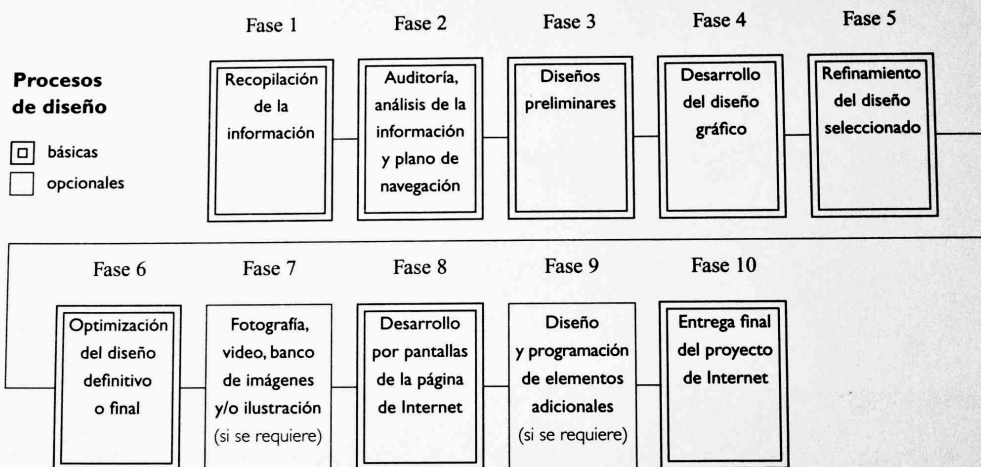 Fase 1
Fase 2
Fase 3
Fase 4
Fase 5
Procesos
de diseño
básicas
opcionales
Recopilación
de la
información
Auditoría,
análisis de la
información
y plano de
navegación
Diseños
preliminares
Desarrollo
del diseño
gráfico
Refinamiento
del diseño
seleccionado
Fase 6
Fase 7
Fase 8
Fase 9
Fase 10
Optimización
del diseño
definitivo
o final
Fotografía,
video, banco
de imágenes
y/o ilustración
(si se requiere)
Desarrollo
por pantallas
de la página
de Internet
Diseño
y programación
de elementos
adicionales
(si se requiere)
Entrega final
del proyecto
de Internet